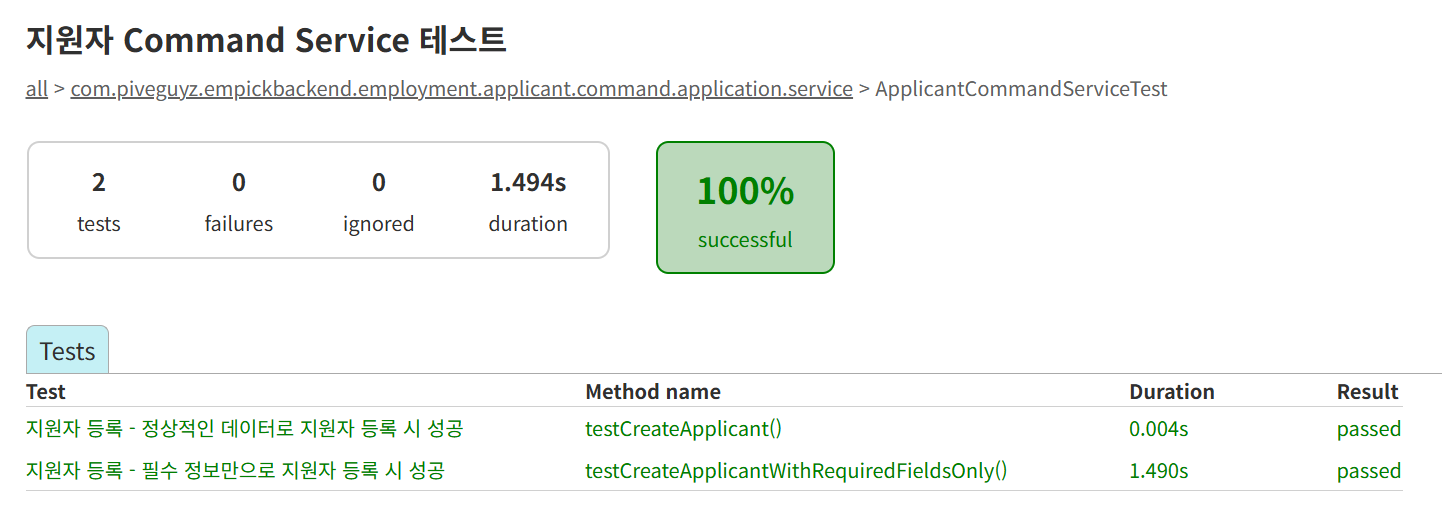 지원자 Command Service 테스트
all > com.piveguyz.empickbackend.employment.applicant.command.application.service > ApplicantCommandServiceTest
2 0 0 1.494s
tests failures ignored duration
100%
successful
Tests
Test Method name Duration Result
지원자 등록 - 정상적인 데이터로 지원자 등록 시 성공 testCreateApplicant() 0.004s passed
지원자 등록 - 필수 정보만으로 지원자 등록 시 성공 testCreateApplicantWithRequiredFieldsOnly() 1.490s passed